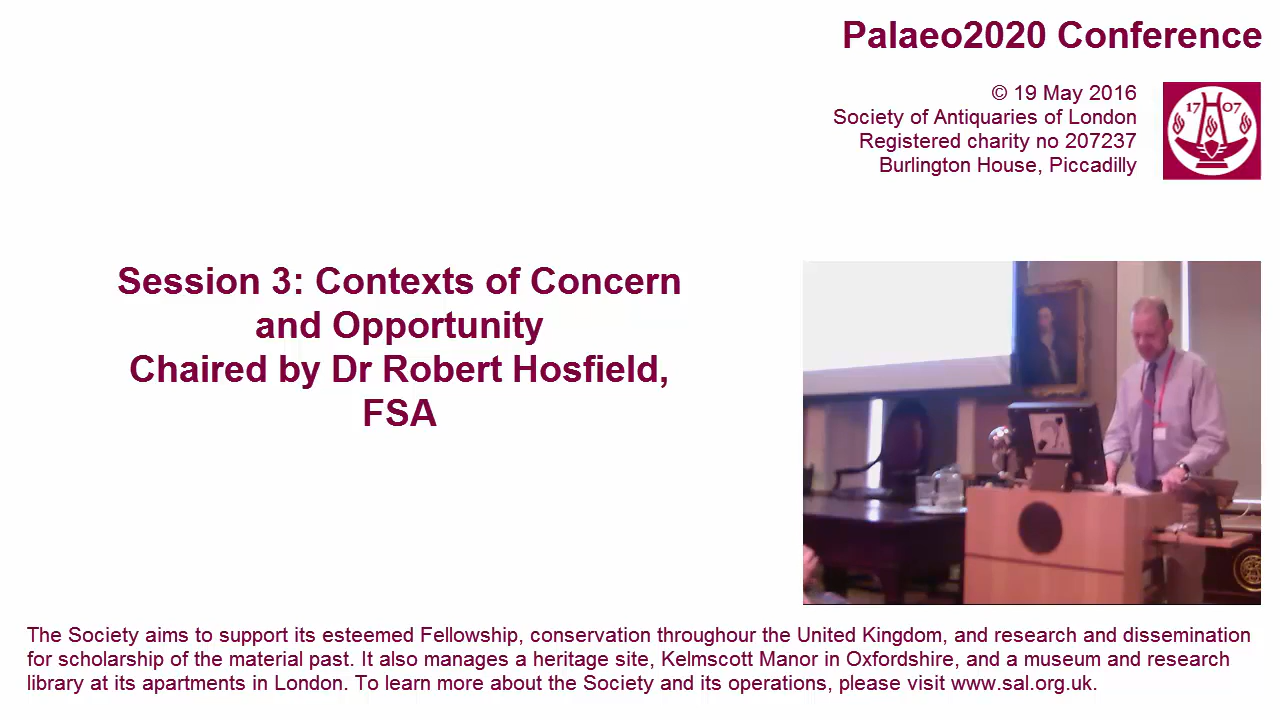 Palaeo2020 Conference
© 19 May 2016
Society of Antiquaries of London
Registered charity no 207237
Burlington House, Piccadilly
17 07
Session 3: Contexts of Concern
and Opportunity
Chaired by Dr Robert Hosfield,
FSA
The Society aims to support its esteemed Fellowship, conservation throughour the United Kingdom, and research and dissemination
for scholarship of the material past. It also manages a heritage site, Kelmscott Manor in Oxfordshire, and a museum and research
library at its apartments in London. To learn more about the Society and its operations, please visit www.sal.org.uk.